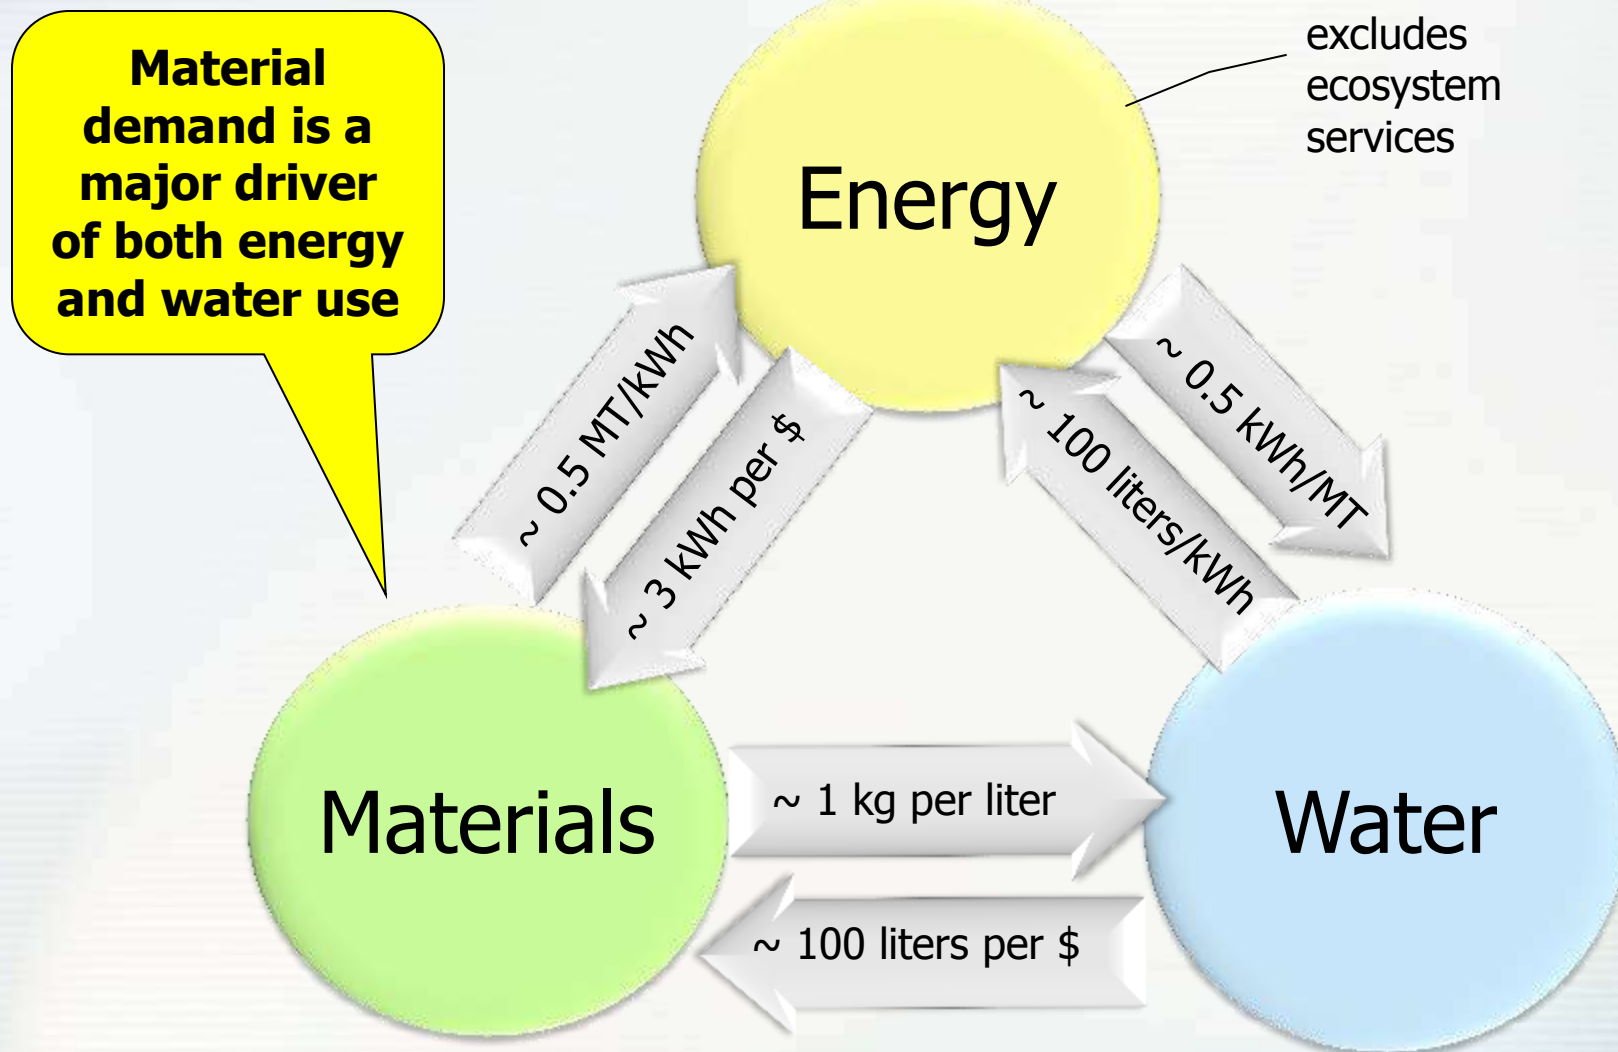 Material
demand is a
major driver
of both energy
and water use
excludes
ecosystem
services
Energy
~ 0.5 MT/kWh
~ 3 kWh per $
~ 0.5 kWh/MT
~ 100 liters/kWh
Materials
~ 1 kg per liter
~ 100 liters per $
Water